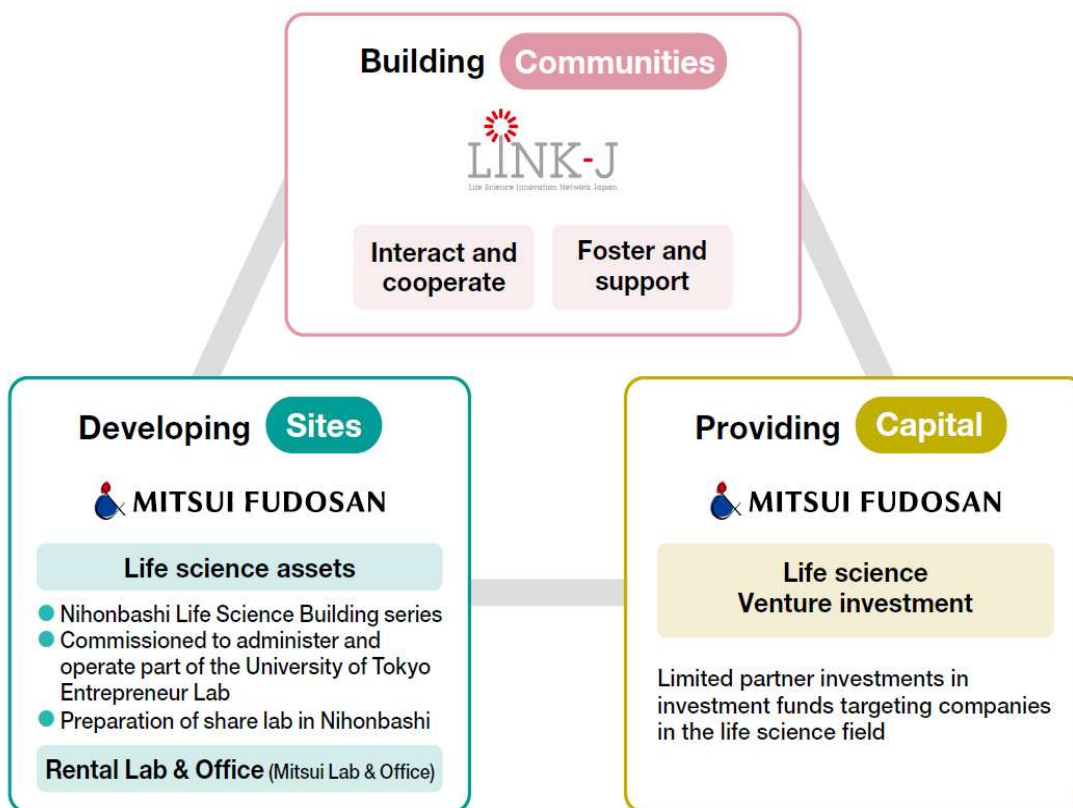 Building Communities
LINK-J
Life Science Innovation Network Japan
Interact and
cooperate
Foster and
support
Developing Sites
MITSUI FUDOSAN
Life science assets
Nihonbashi Life Science Building series
Commissioned to administer and
operate part of the University of Tokyo
Entrepreneur Lab
Preparation of share lab in Nihonbashi
Rental Lab & Office (Mitsui Lab & Office)
Providing Capital
MITSUI FUDOSAN
Life science
Venture investment
Limited partner investments in
investment funds targeting companies
in the life science field